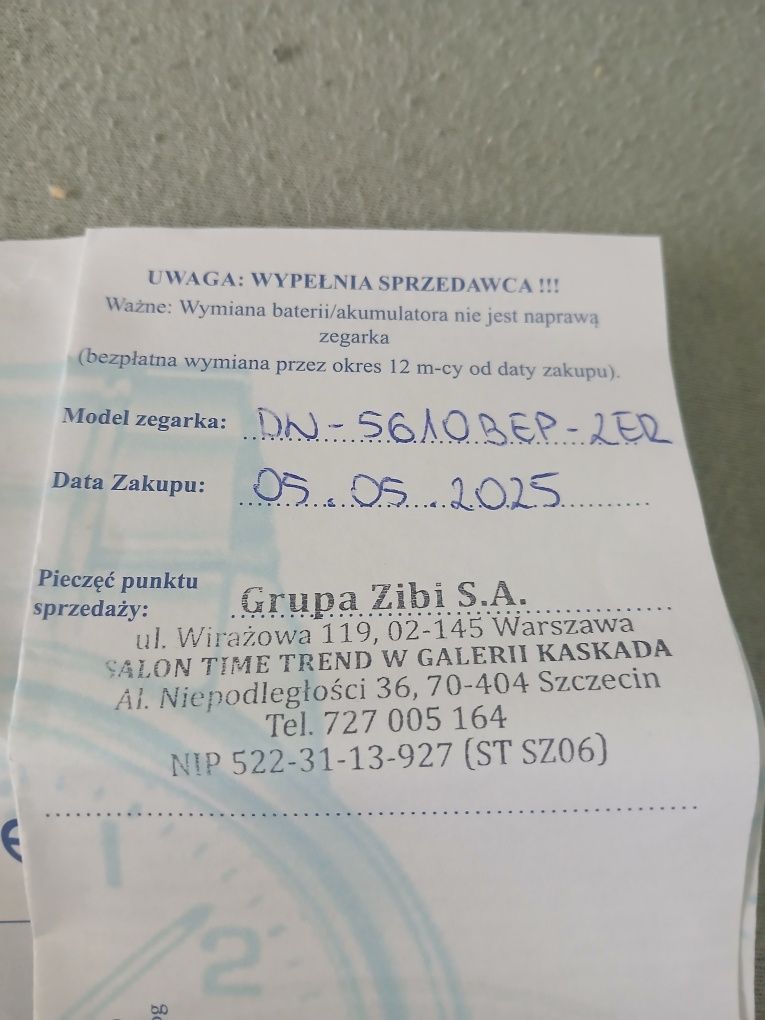 UWAGA: WYPEŁNIA SPRZEDAWCA !!!
Ważne: Wymiana baterii/akumulatora nie jest naprawą
zegarka
(bezpłatna wymiana przez okres 12 m-cy od daty zakupu).
Model zegarka: DW-5610BEP-2ER
Data Zakupu: 05.05.2025
Pieczęć punktu
sprzedaży: Grupa Zibi S.A.
ul. Wirażowa 119, 02-145 Warszawa
SALON TIME TREND W GALERII KASKADA
Al. Niepodległości 36, 70-404 Szczecin
Tel. 727 005 164
NIP 522-31-13-927 (ST SZ06)
1
2